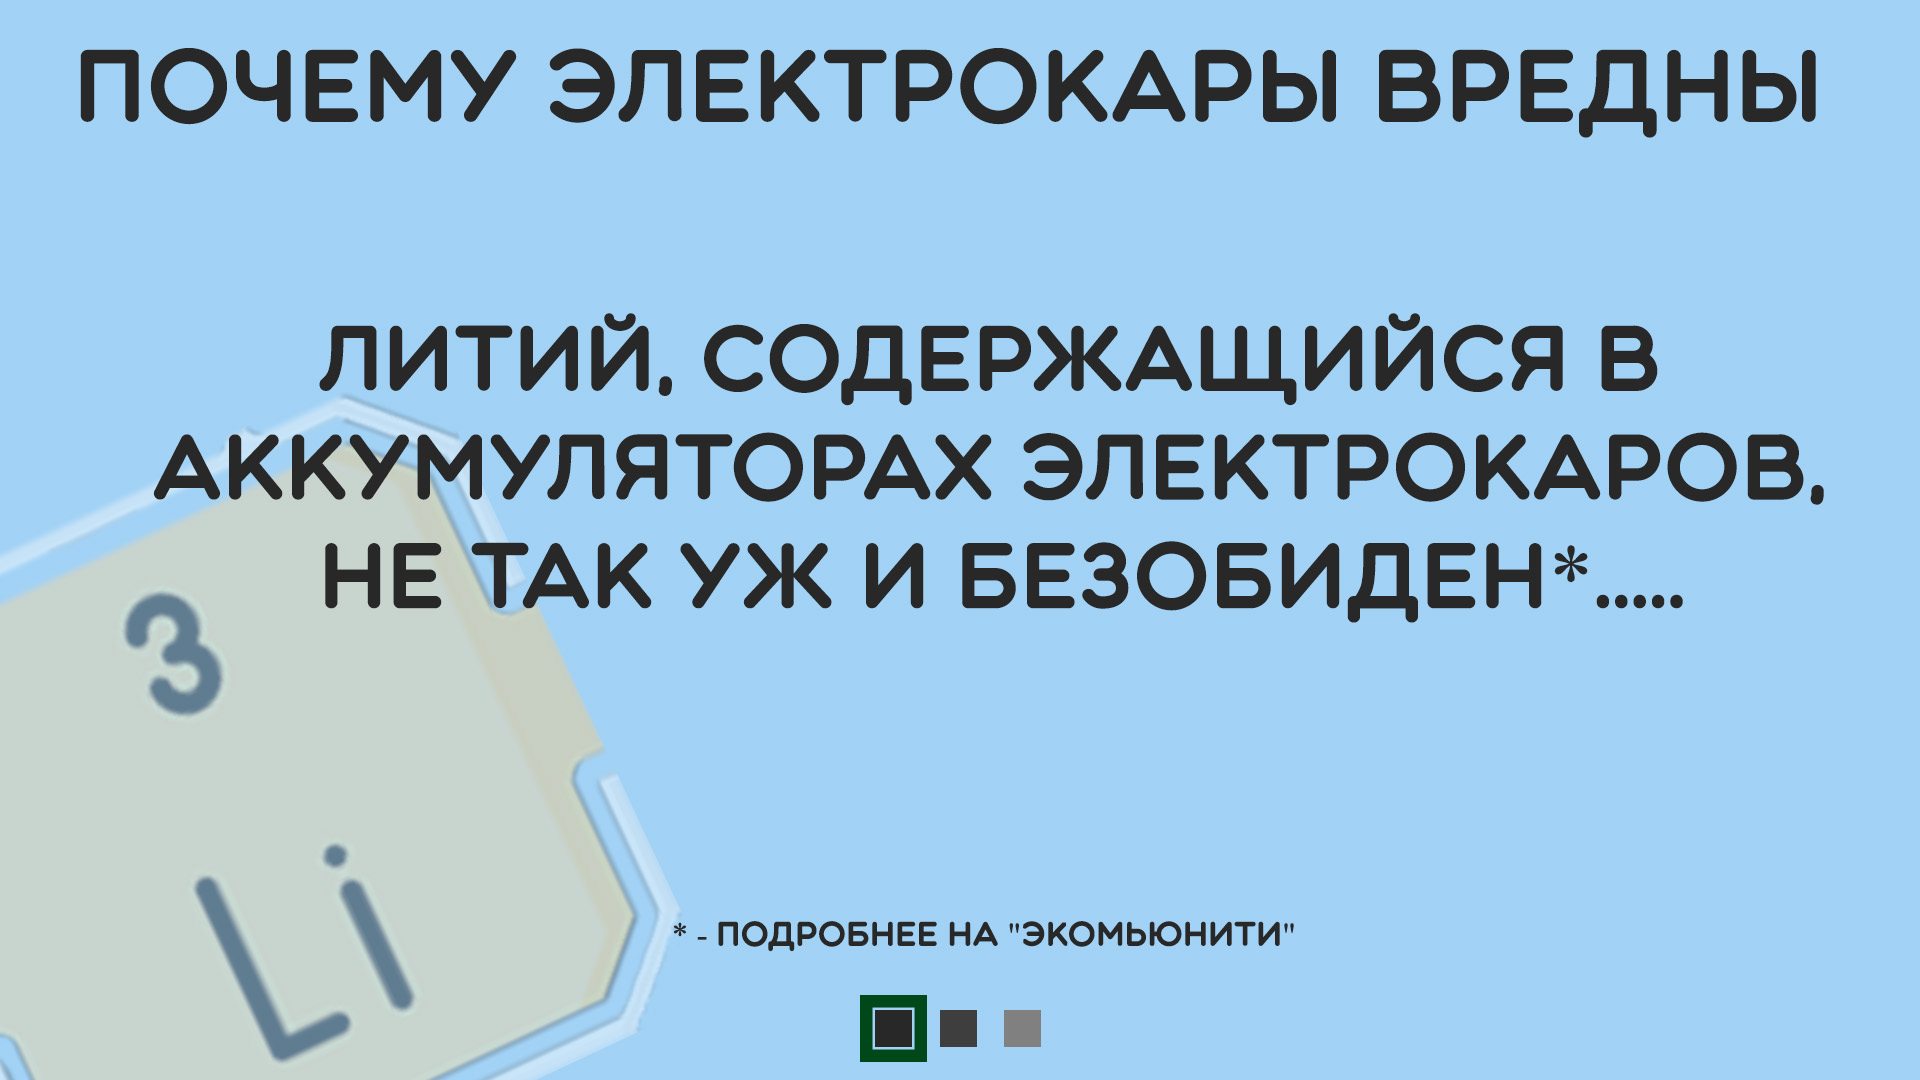 ПОЧЕМУ ЭЛЕКТРОКАРЫ ВРЕДНЫ
ЛИТИЙ, СОДЕРЖАЩИЙСЯ В
АККУМУЛЯТОРАХ ЭЛЕКТРОКАРОВ,
НЕ ТАК УЖ И БЕЗОБИДЕН*.....
3
Li
* - ПОДРОБНЕЕ НА "ЭКОМЬЮНИТИ"